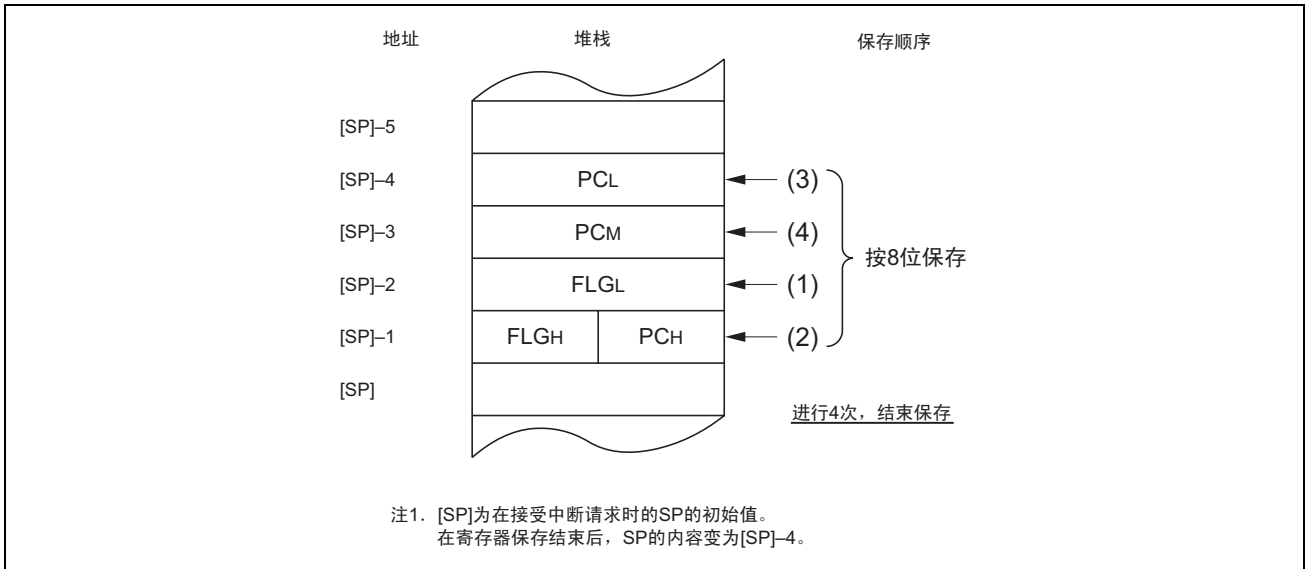 地址 堆栈 保存顺序
[SP]–5
[SP]–4 PCL (3)
[SP]–3 PCM (4)
按8位保存
[SP]–2 FLGL (1)
[SP]–1 FLGH PCH (2)
[SP]
进行4次，结束保存
注1. [SP]为在接受中断请求时的SP的初始值。
在寄存器保存结束后，SP的内容变为[SP]–4。